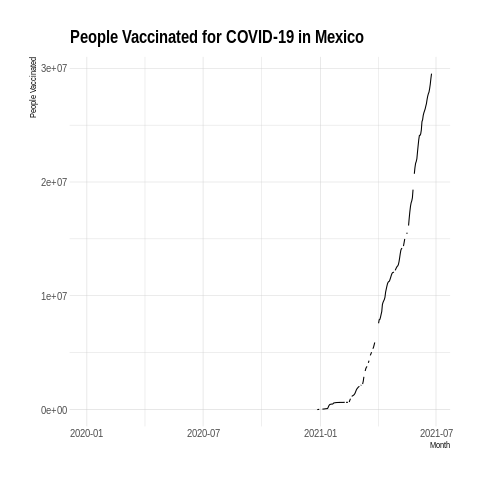 People Vaccinated for COVID-19 in Mexico
People Vaccinated
3e+07
2e+07
1e+07
0e+00
2020-01
2020-07
2021-01
2021-07
Month